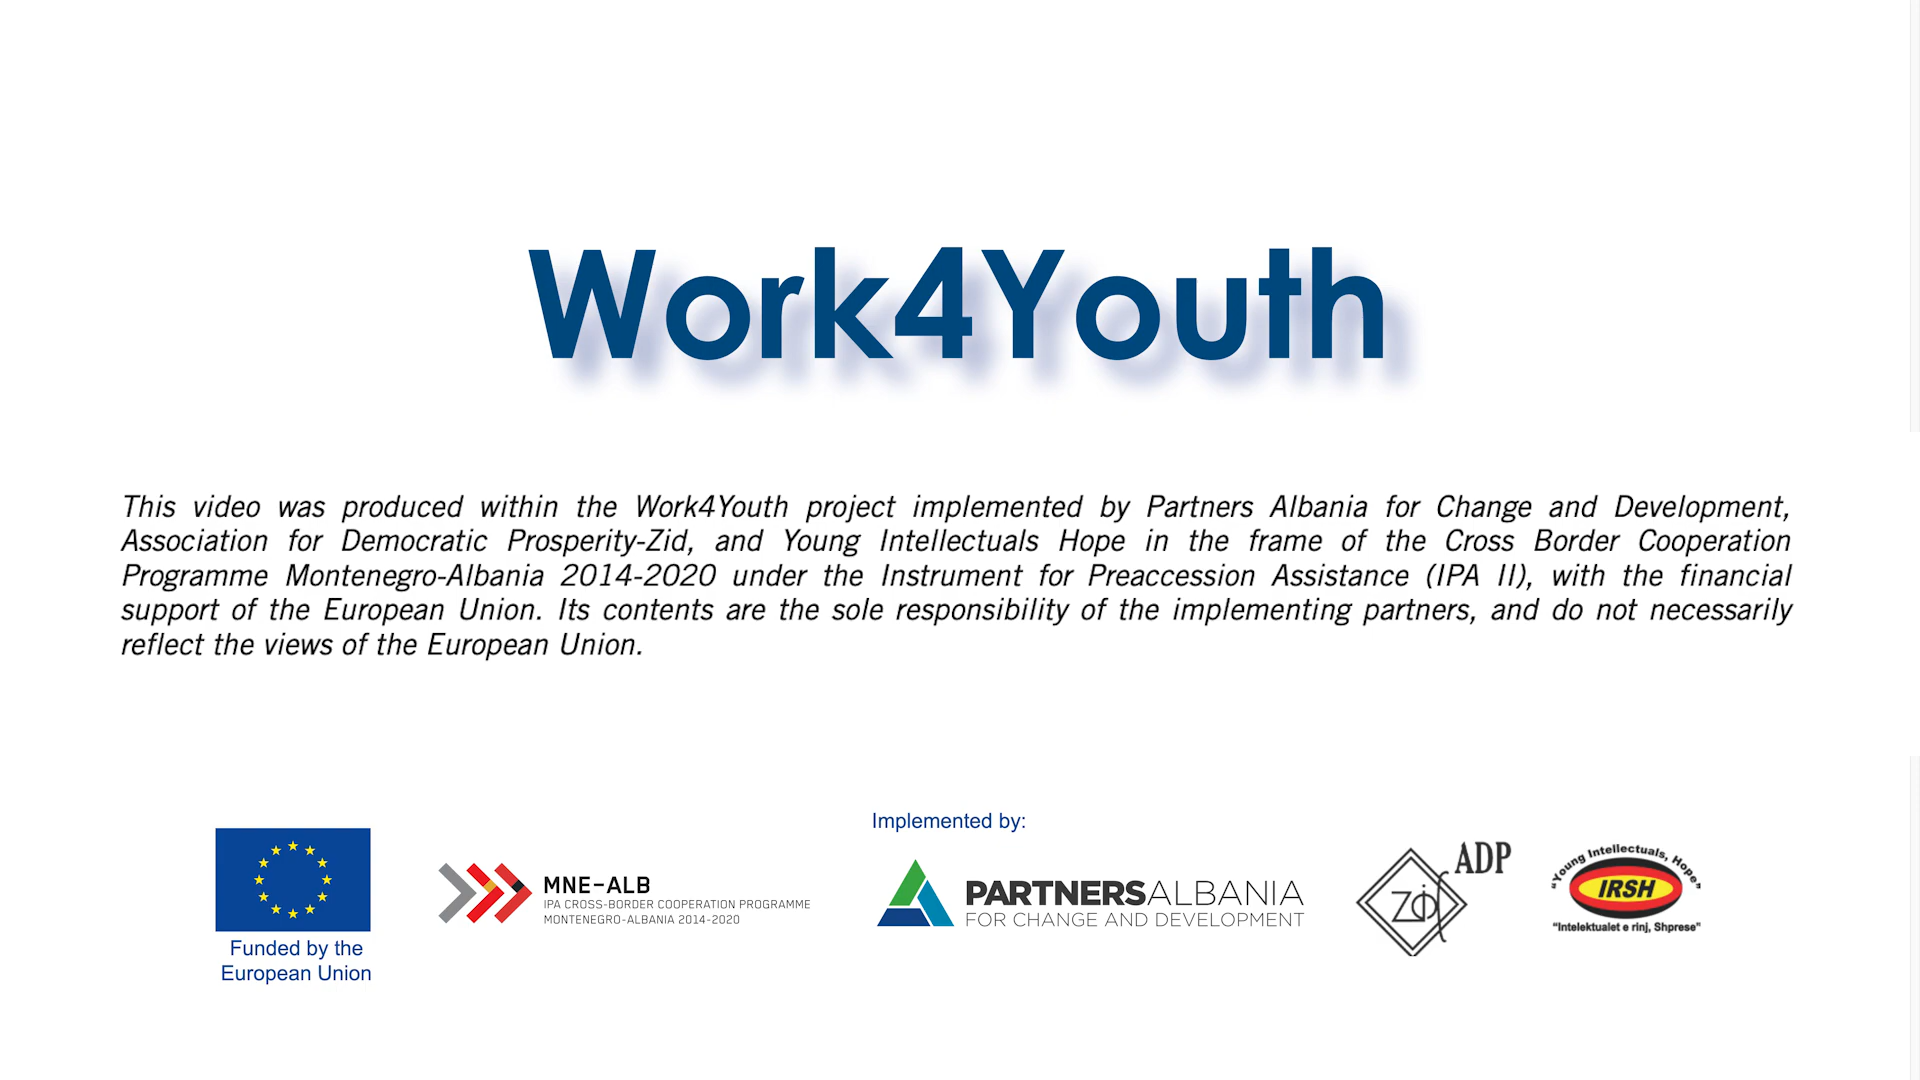 Work4Youth
This video was produced within the Work4Youth project implemented by Partners Albania for Change and Development,
Association for Democratic Prosperity-Zid, and Young Intellectuals Hope in the frame of the Cross Border Cooperation
Programme Montenegro-Albania 2014-2020 under the Instrument for Preaccession Assistance (IPA II), with the financial
support of the European Union. Its contents are the sole responsibility of the implementing partners, and do not necessarily
reflect the views of the European Union.
Funded by the
European Union
MNE-ALB
IPA CROSS-BORDER COOPERATION PROGRAMME
MONTENEGRO-ALBANIA 2014-2020
Implemented by:
PARTNERSALBANIA
FOR CHANGE AND DEVELOPMENT
ADP
Zid
"Young Intellectuals, Hope"
IRSH
"Intelektualet e rinj, Shprese"